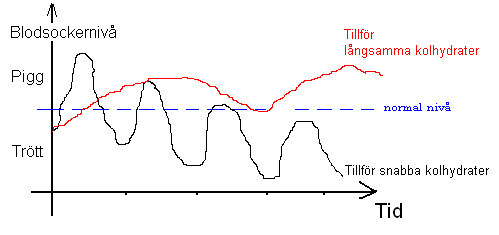 Blodsockernivå
Tillför
långsamma kolhydrater
Pigg
normal nivå
Trött
Tillför snabba kolhydrater
Tid